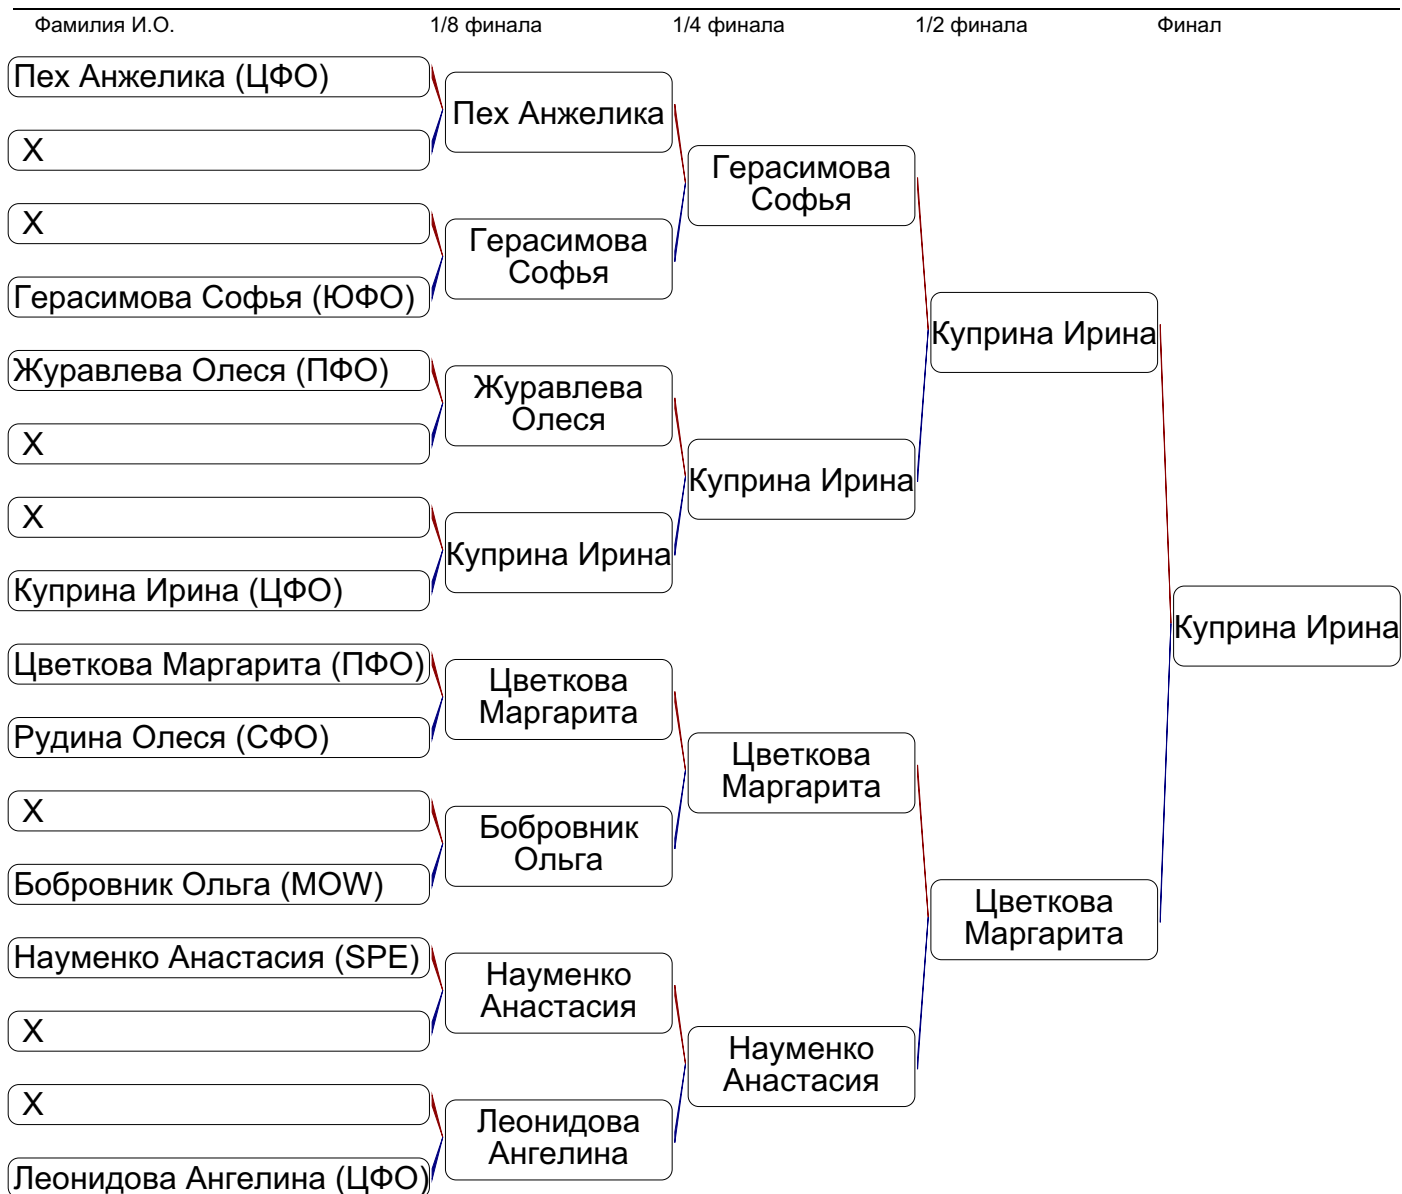 Фамилия И.О. 1/8 финала 1/4 финала 1/2 финала Финал
Пех Анжелика (ЦФО)
X
X
Герасимова Софья (ЮФО)
Журавлева Олеся (ПФО)
X
X
Куприна Ирина (ЦФО)
Цветкова Маргарита (ПФО)
Рудина Олеся (СФО)
X
Бобровник Ольга (MOW)
Науменко Анастасия (SPE)
X
X
Леонидова Ангелина (ЦФО)
Пех Анжелика
Герасимова
Софья
Журавлева
Олеся
Куприна Ирина
Цветкова
Маргарита
Бобровник
Ольга
Науменко
Анастасия
Леонидова
Ангелина
Герасимова
Софья
Куприна Ирина
Цветкова
Маргарита
Науменко
Анастасия
Куприна Ирина
Цветкова
Маргарита
Куприна Ирина